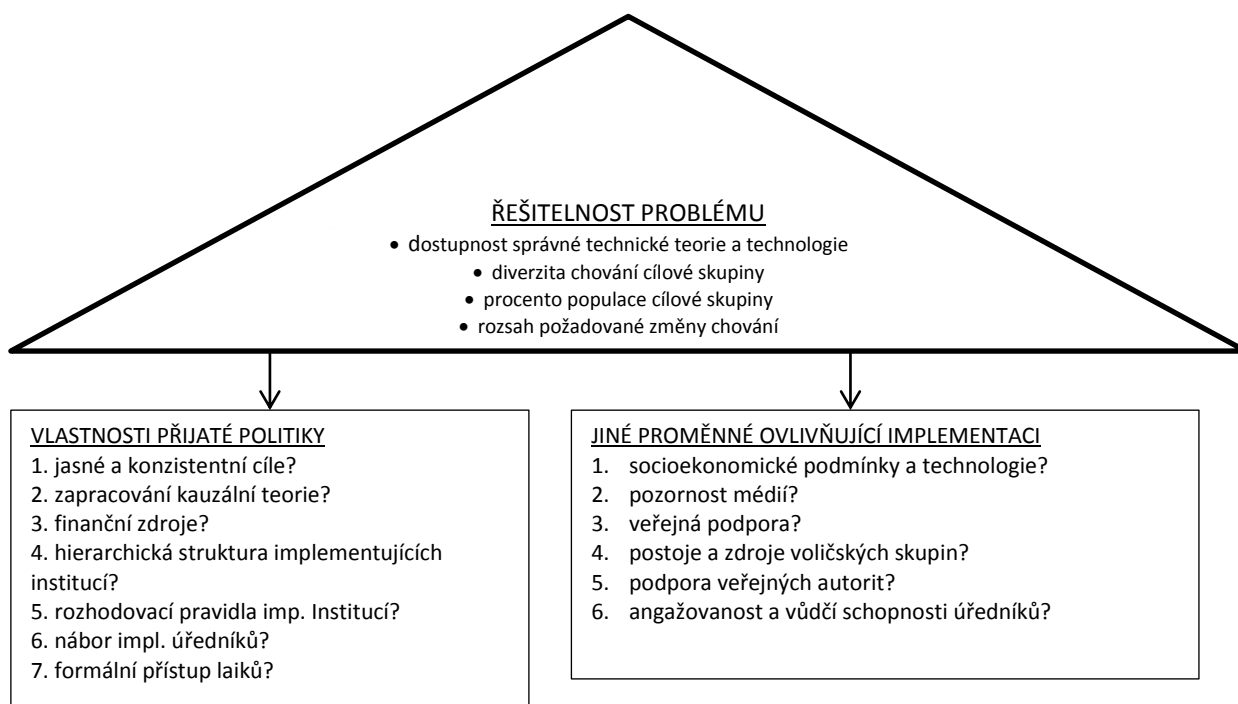 ŘEŠITELNOST PROBLÉMU
• dostupnost správné technické teorie a technologie
• diverzita chování cílové skupiny
• procento populace cílové skupiny
• rozsah požadované změny chování
VLASTNOSTI PŘIJATÉ POLITIKY
1. jasné a konzistentní cíle?
2. zapracování kauzální teorie?
3. finanční zdroje?
4. hierarchická struktura implementujících
institucí?
5. rozhodovací pravidla imp. Institucí?
6. nábor impl. úředníků?
7. formální přístup laiků?
JINÉ PROMĚNNÉ OVLIVŇUJÍCÍ IMPLEMENTACI
1. socioekonomické podmínky a technologie?
2. pozornost médií?
3. veřejná podpora?
4. postoje a zdroje voličských skupin?
5. podpora veřejných autorit?
6. angažovanost a vůdčí schopnosti úředníků?